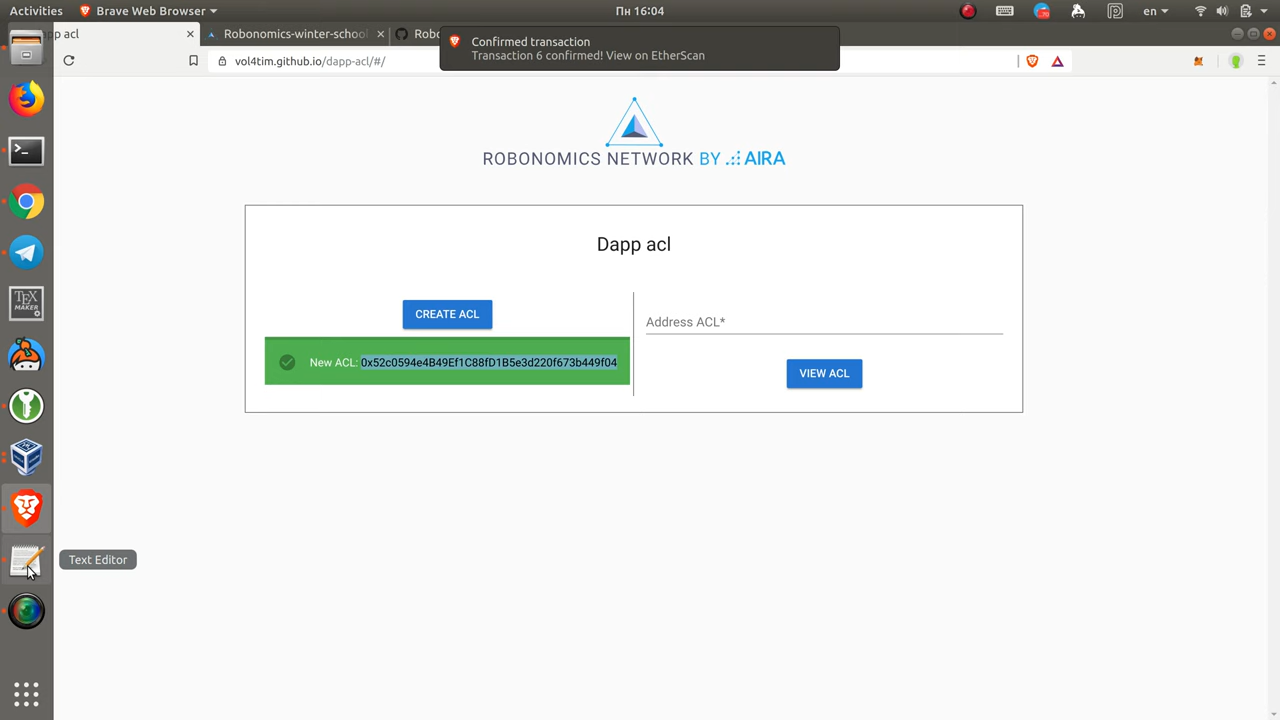 Activities
Brave Web Browser
Пн 16:04
en
acl
Robonomics-winter-school
Confirmed transaction
Transaction 6 confirmed! View on EtherScan
vol4tim.github.io/dapp-acl/#/
ROBONOMICS NETWORK BY AIRA
Dapp acl
CREATE ACL
Address ACL*
New ACL: 0x52c0594e4B49Ef1C88fD1B5e3d220f673b449f04
VIEW ACL
TEX
MAKER
Text Editor